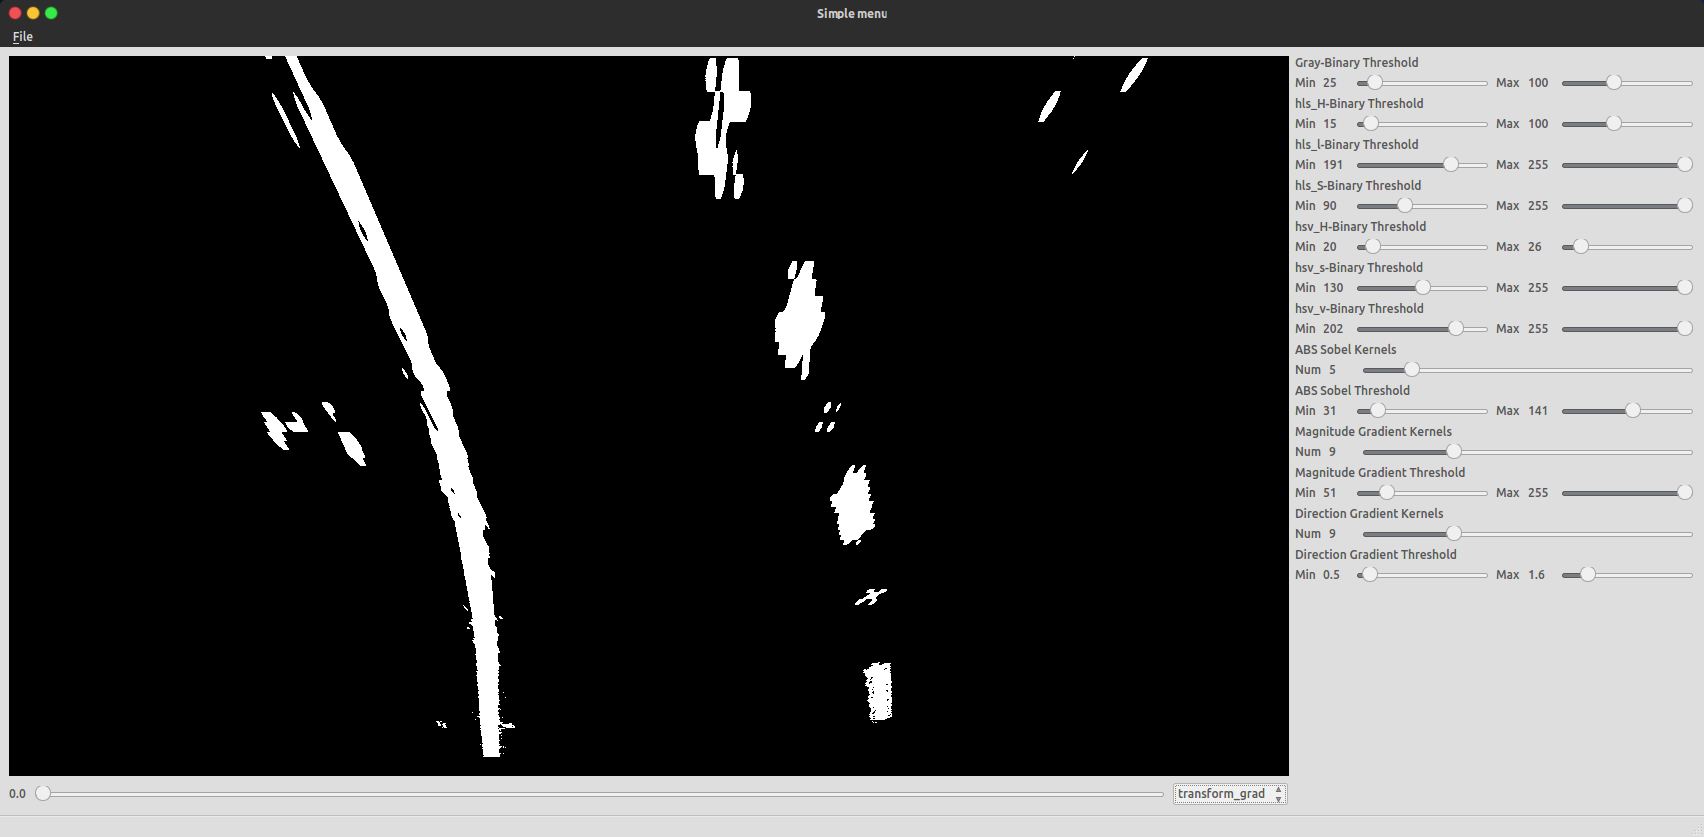 Simple menu
File
Gray-Binary Threshold
Min 25 Max 100
hls_H-Binary Threshold
Min 15 Max 100
hls_l-Binary Threshold
Min 191 Max 255
hls_S-Binary Threshold
Min 90 Max 255
hsv_H-Binary Threshold
Min 20 Max 26
hsv_s-Binary Threshold
Min 130 Max 255
hsv_v-Binary Threshold
Min 202 Max 255
ABS Sobel Kernels
Num 5
ABS Sobel Threshold
Min 31 Max 141
Magnitude Gradient Kernels
Num 9
Magnitude Gradient Threshold
Min 51 Max 255
Direction Gradient Kernels
Num 9
Direction Gradient Threshold
Min 0.5 Max 1.6
0.0 transform_grad